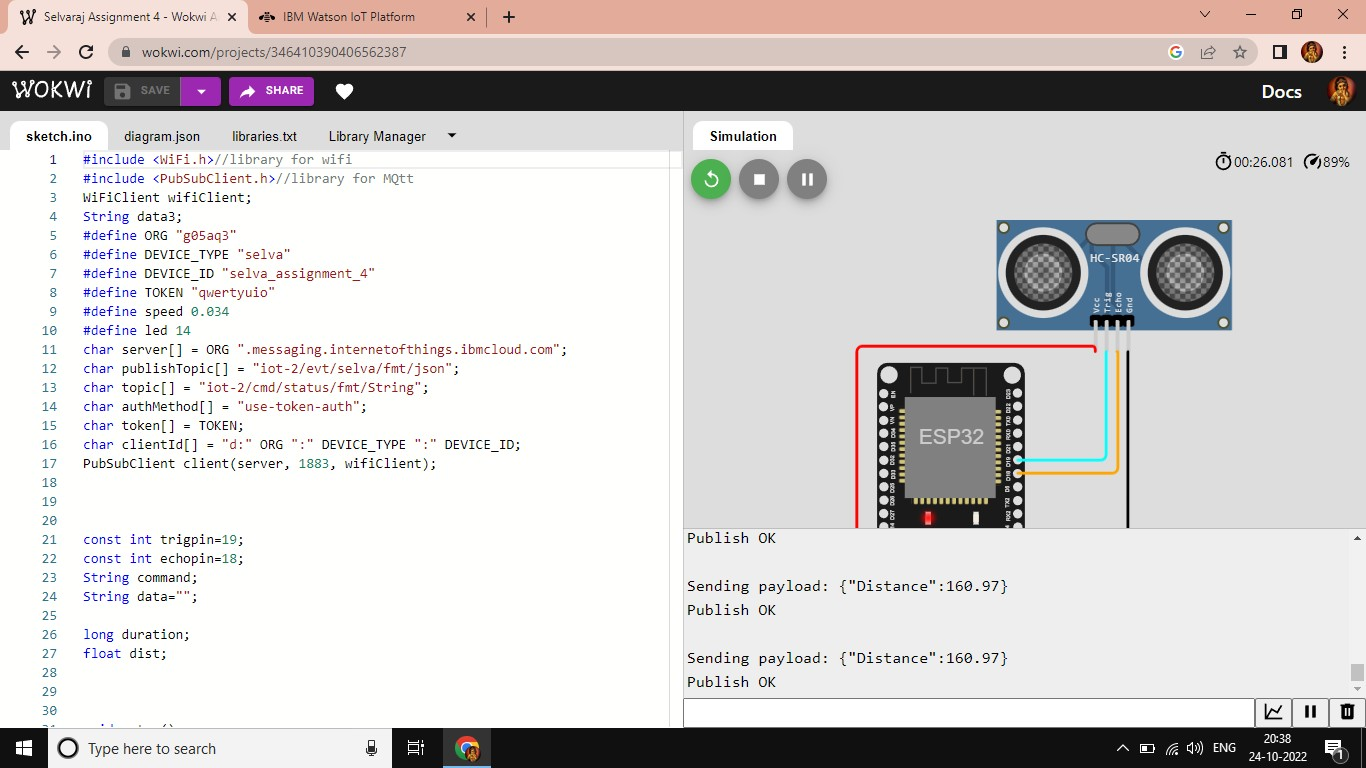 Selvaraj Assignment 4 - Wokwi A
IBM Watson IoT Platform
wokwi.com/projects/346410390406562387
WOKWi
SAVE
SHARE
Docs
sketch.ino
diagram.json
libraries.txt
Library Manager
1 #include <WiFi.h>//library for wifi
2 #include <PubSubClient.h>//library for MQtt
3 WiFiClient wifiClient;
4 String data3;
5 #define ORG "g05aq3"
6 #define DEVICE_TYPE "selva"
7 #define DEVICE_ID "selva_assignment_4"
8 #define TOKEN "qwertyuio"
9 #define speed 0.034
10 #define led 14
11 char server[] = ORG ".messaging.internetofthings.ibmcloud.com";
12 char publishTopic[] = "iot-2/evt/selva/fmt/json";
13 char topic[] = "iot-2/cmd/status/fmt/String";
14 char authMethod[] = "use-token-auth";
15 char token[] = TOKEN;
16 char clientId[] = "d:" ORG ":" DEVICE_TYPE ":" DEVICE_ID;
17 PubSubClient client(server, 1883, wifiClient);
18
19
20
21 const int trigpin=19;
22 const int echopin=18;
23 String command;
24 String data="";
25
26 long duration;
27 float dist;
28
29
30
Simulation
00:26.081
89%
HC-SR04
Vcc
Trig
Echo
Gnd
ESP32
Publish OK
Sending payload: {"Distance":160.97}
Publish OK
Sending payload: {"Distance":160.97}
Publish OK
Type here to search
ENG
20:38
24-10-2022
1